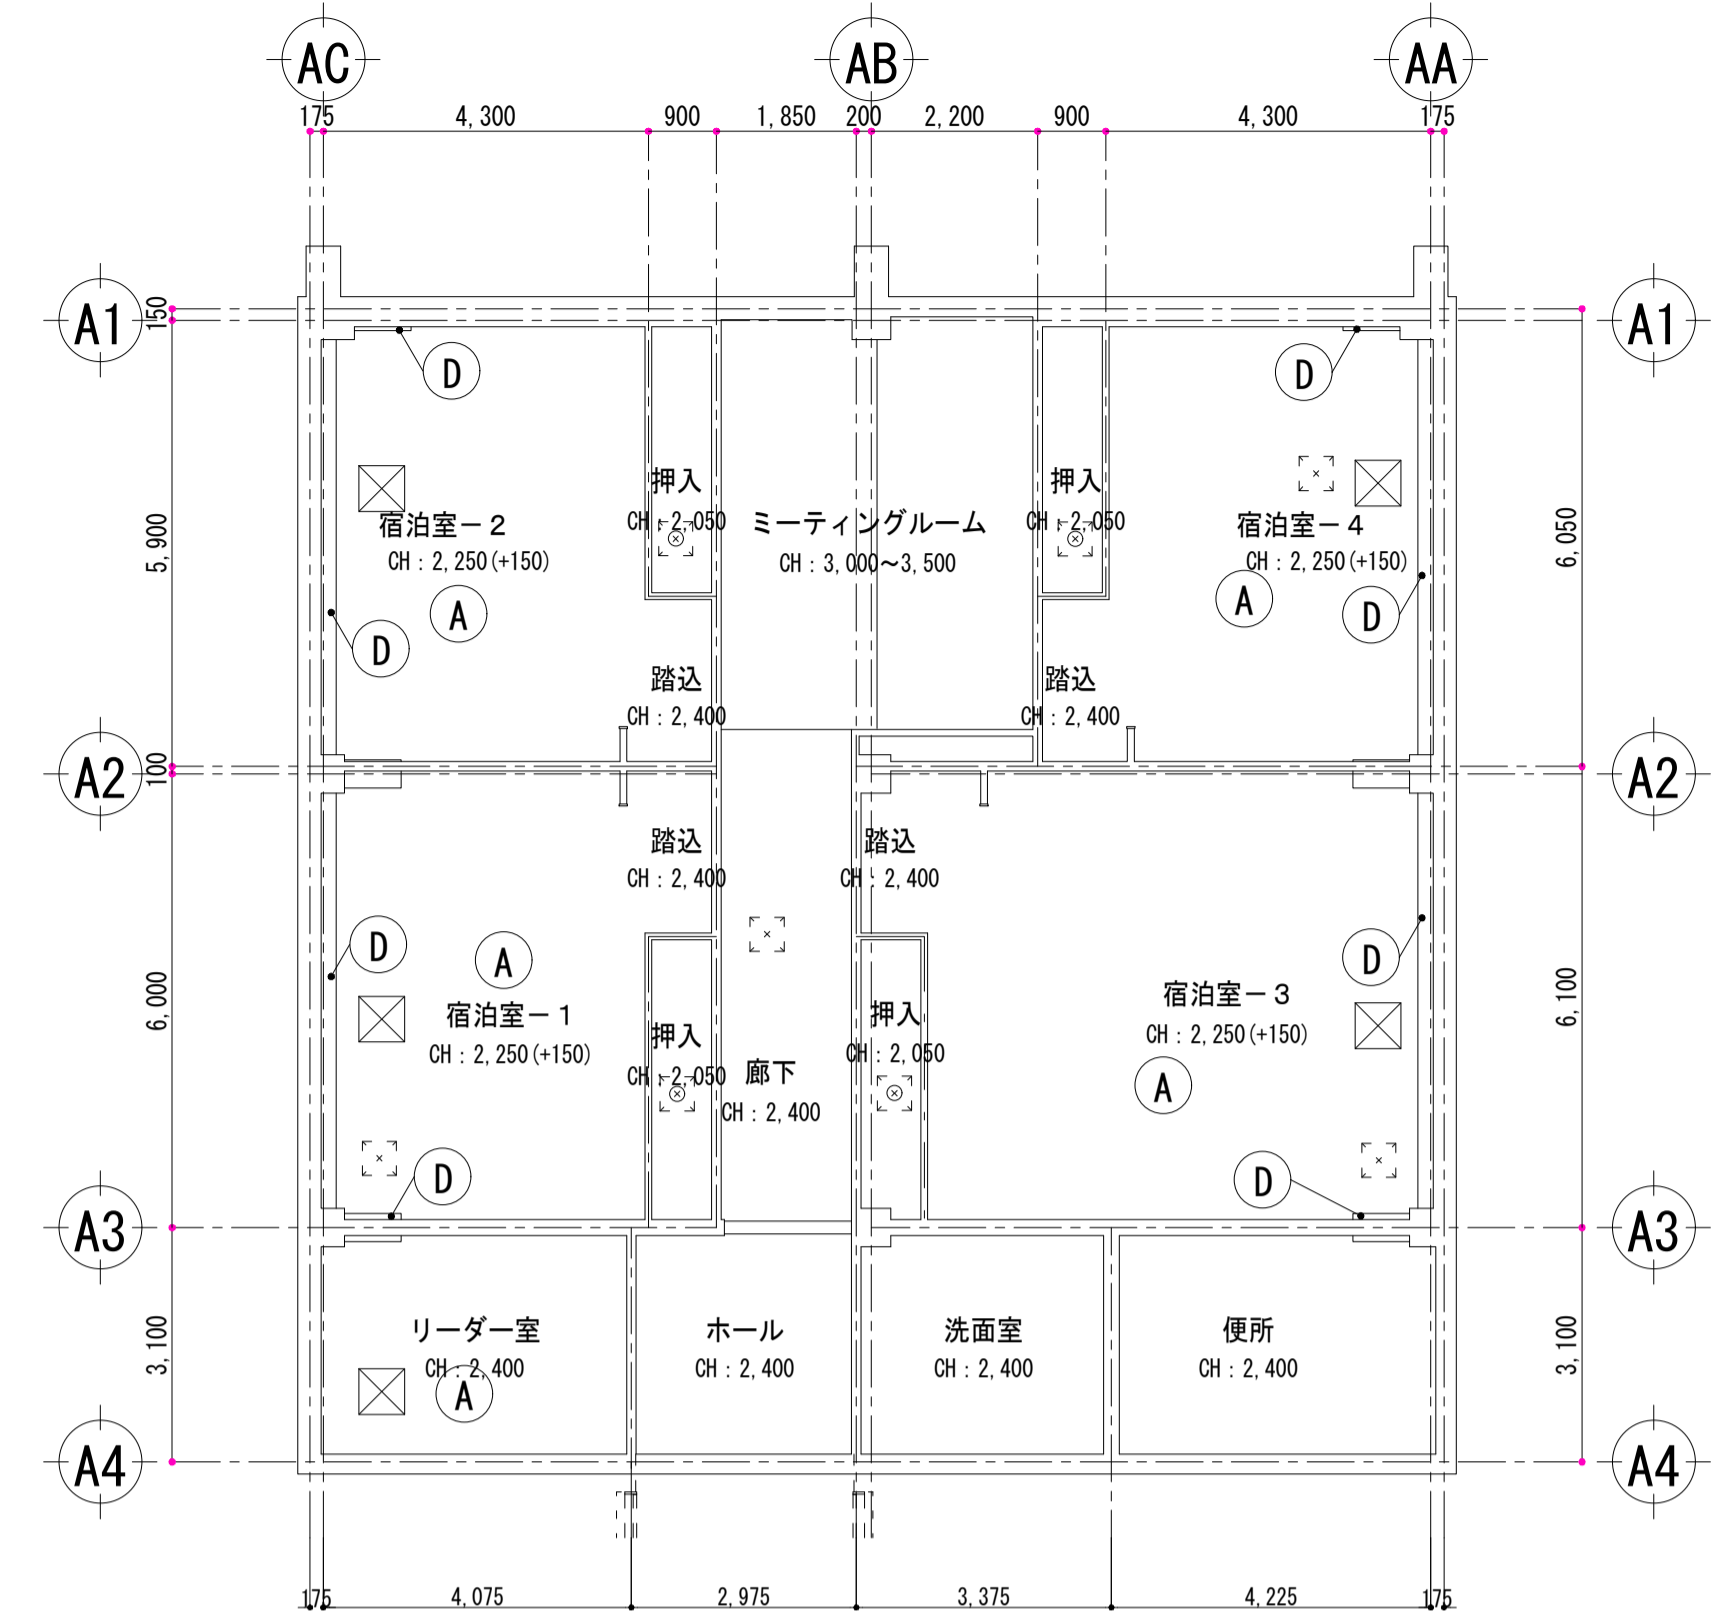 AC AB AA
175 4,300 900 1,850 200 2,200 900 4,300 175
A1 150 A1
D D
押入 押入
CH：2,050 CH：2,050
宿泊室－2 ミーティングルーム 宿泊室－4
CH：2,250(+150) CH：3,000～3,500 CH：2,250(+150)
5,900 6,050
A A
D D
踏込 踏込
CH：2,400 CH：2,400
A2 100 A2
踏込 踏込
CH：2,400 CH：2,400
D A D
6,000 宿泊室－1 押入 宿泊室－3 6,100
CH：2,250(+150) CH：2,050 CH：2,250(+150)
押入 廊下
CH：2,050 CH：2,400
A
D D
A3 A3
3,100 リーダー室 ホール 洗面室 便所 3,100
CH：2,400 CH：2,400 CH：2,400 CH：2,400
A
A4 A4
175 4,075 2,975 3,375 4,225 175